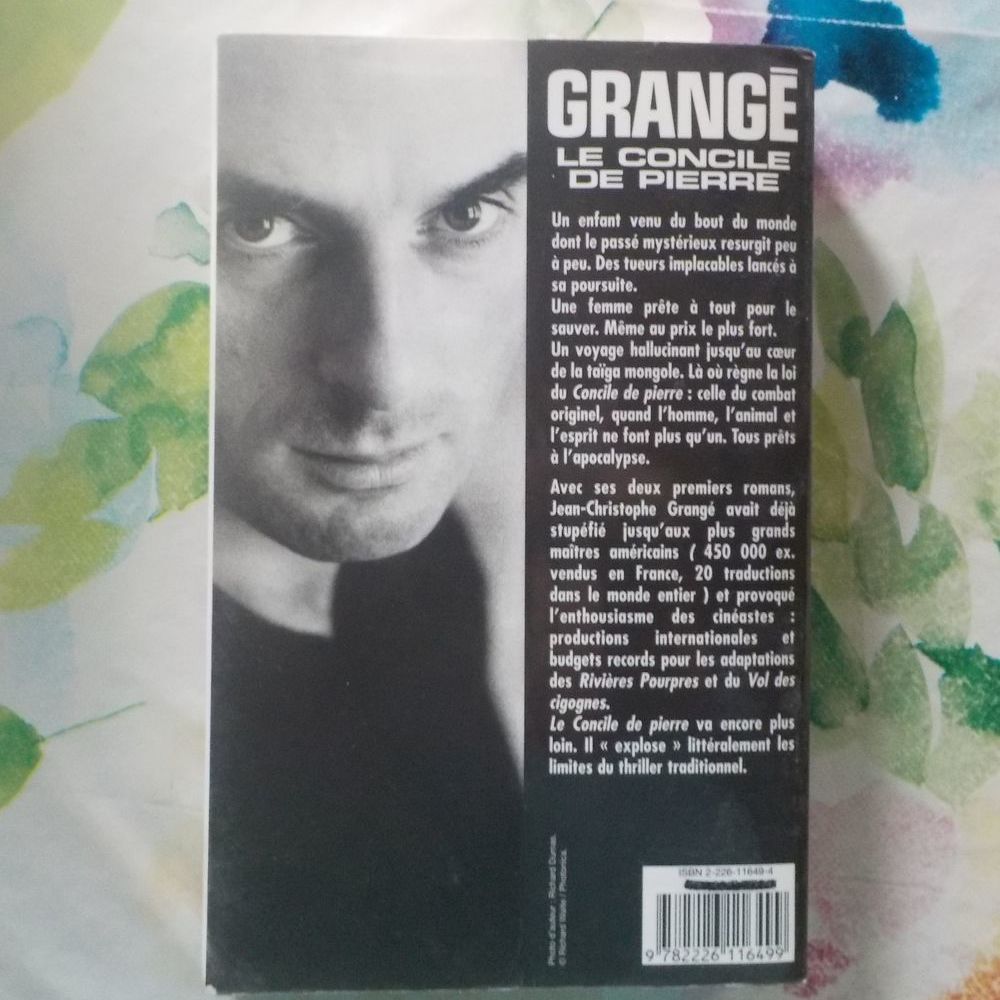 GRANGÉ
LE CONCILE
DE PIERRE
Un enfant venu du bout du monde
dont le passé mystérieux resurgit peu
à peu. Des tueurs implacables lancés à
sa poursuite.
Une femme prête à tout pour le
sauver. Même au prix le plus fort.
Un voyage hallucinant jusqu'au cœur
de la taïga mongole. Là où règne la loi
du Concile de pierre : celle du combat
originel, quand l'homme, l'animal et
l'esprit ne font plus qu'un. Tous prêts
à l'apocalypse.
Avec ses deux premiers romans,
Jean-Christophe Grangé avait déjà
stupéfié jusqu'aux plus grands
maîtres américains ( 450 000 ex.
vendus en France, 20 traductions
dans le monde entier ) et provoqué
l'enthousiasme des cinéastes :
productions internationales et
budgets records pour les adaptations
des Rivières Pourpres et du Vol des
cigognes.
Le Concile de pierre va encore plus
loin. Il « explose » littéralement les
limites du thriller traditionnel.
Photo d'auteur : Richard Dumas.
© Richard Waite / Photonica.
ISBN 2-226-11649-4
9 782226 116499